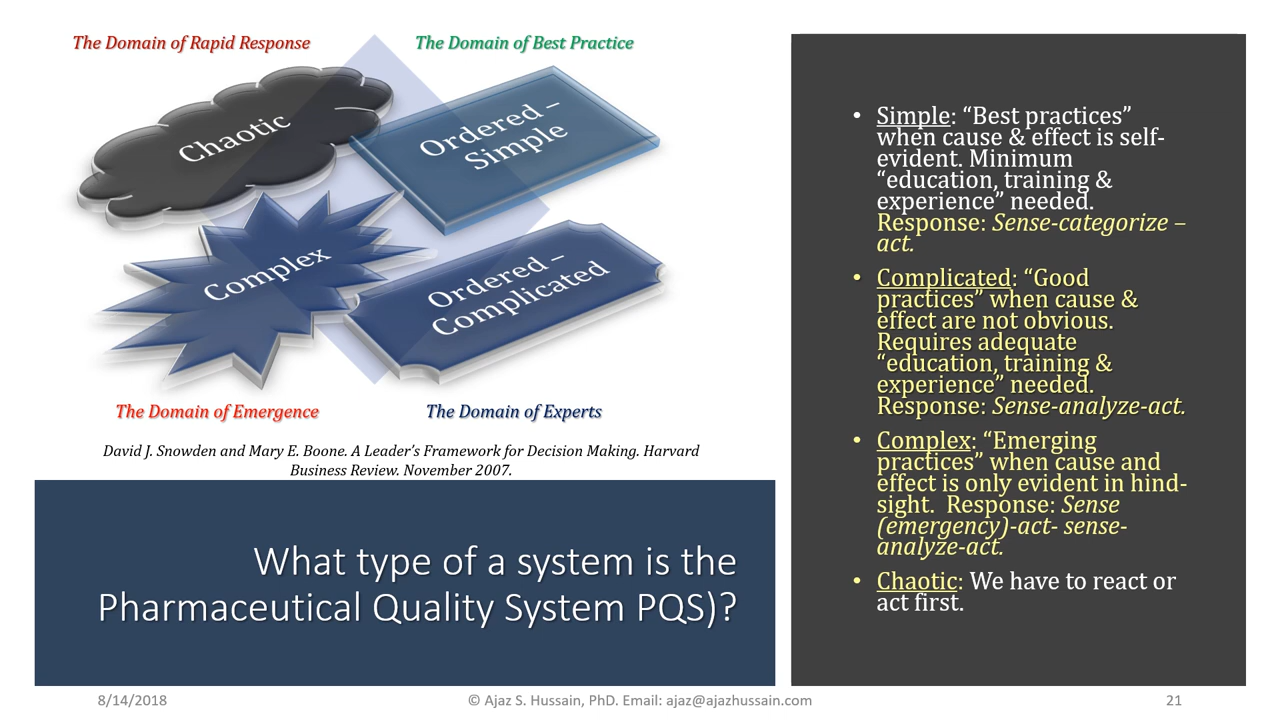 The Domain of Rapid Response
The Domain of Best Practice
Chaotic
Ordered –
Simple
Complex
Ordered –
Complicated
The Domain of Emergence
The Domain of Experts
David J. Snowden and Mary E. Boone. A Leader’s Framework for Decision Making. Harvard
Business Review. November 2007.
What type of a system is the
Pharmaceutical Quality System PQS)?
• Simple: “Best practices”
when cause & effect is self-
evident. Minimum
“education, training &
experience” needed.
Response: Sense-categorize –
act.
• Complicated: “Good
practices” when cause &
effect are not obvious.
Requires adequate
“education, training &
experience” needed.
Response: Sense-analyze-act.
• Complex: “Emerging
practices” when cause and
effect is only evident in hind-
sight. Response: Sense
(emergency)-act- sense-
analyze-act.
• Chaotic: We have to react or
act first.
8/14/2018
© Ajaz S. Hussain, PhD. Email: ajaz@ajazhussain.com
21